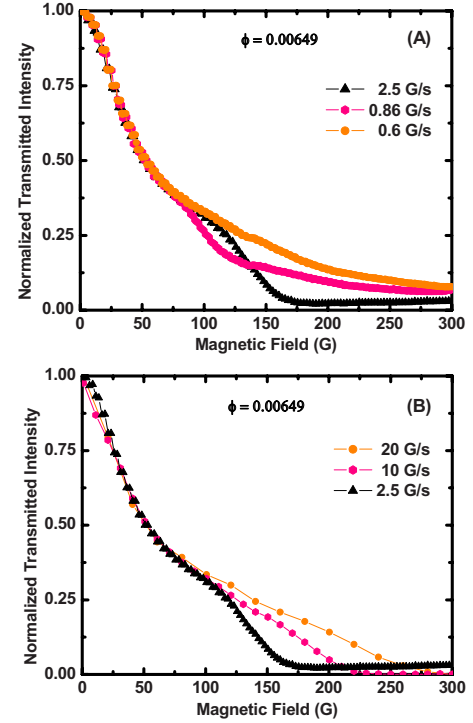 1.00
0.75
0.50
0.25
0.00
Normalized Transmitted Intensity
ϕ = 0.00649
(A)
2.5 G/s
0.86 G/s
0.6 G/s
0 50 100 150 200 250 300
Magnetic Field (G)
1.00
0.75
0.50
0.25
0.00
Normalized Transmitted Intensity
ϕ = 0.00649
(B)
20 G/s
10 G/s
2.5 G/s
0 50 100 150 200 250 300
Magnetic Field (G)